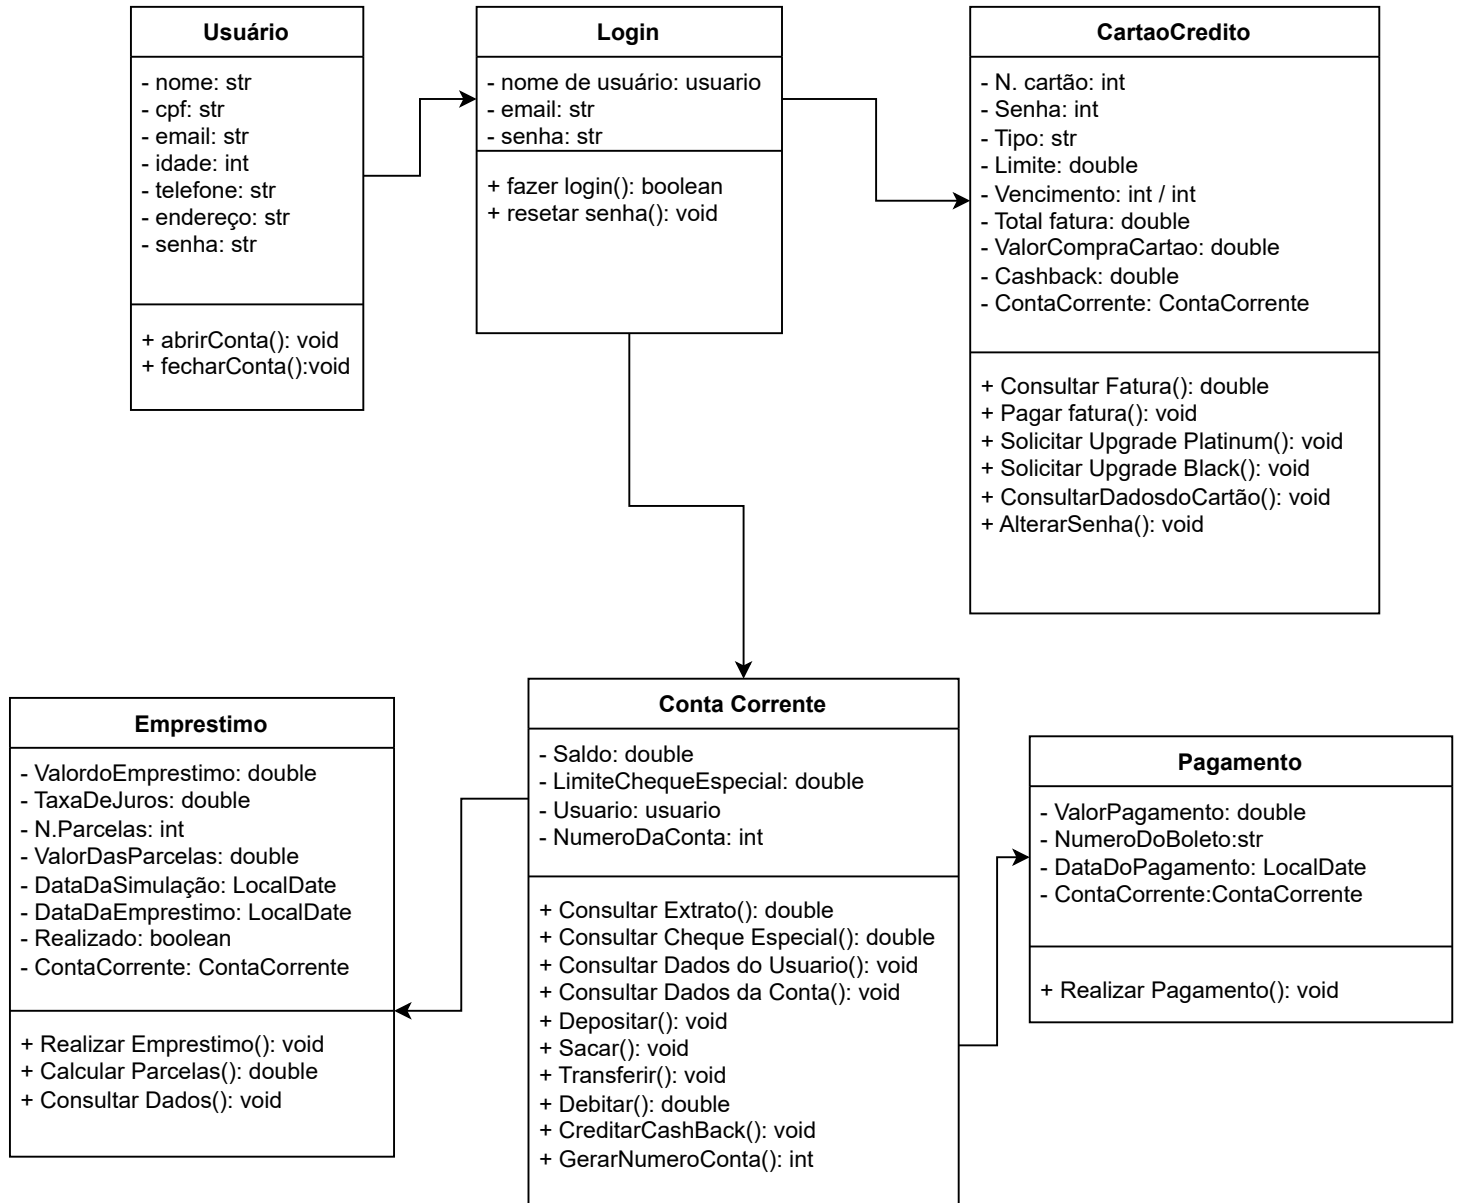 Usuário
- nome: str
- cpf: str
- email: str
- idade: int
- telefone: str
- endereço: str
- senha: str
+ abrirConta(): void
+ fecharConta():void
Login
- nome de usuário: usuario
- email: str
- senha: str
+ fazer login(): boolean
+ resetar senha(): void
CartaoCredito
- N. cartão: int
- Senha: int
- Tipo: str
- Limite: double
- Vencimento: int / int
- Total fatura: double
- ValorCompraCartao: double
- Cashback: double
- ContaCorrente: ContaCorrente
+ Consultar Fatura(): double
+ Pagar fatura(): void
+ Solicitar Upgrade Platinum(): void
+ Solicitar Upgrade Black(): void
+ ConsultarDadosdoCartão(): void
+ AlterarSenha(): void
Emprestimo
- ValordoEmprestimo: double
- TaxaDeJuros: double
- N.Parcelas: int
- ValorDasParcelas: double
- DataDaSimulação: LocalDate
- DataDaEmprestimo: LocalDate
- Realizado: boolean
- ContaCorrente: ContaCorrente
+ Realizar Emprestimo(): void
+ Calcular Parcelas(): double
+ Consultar Dados(): void
Conta Corrente
- Saldo: double
- LimiteChequeEspecial: double
- Usuario: usuario
- NumeroDaConta: int
+ Consultar Extrato(): double
+ Consultar Cheque Especial(): double
+ Consultar Dados do Usuario(): void
+ Consultar Dados da Conta(): void
+ Depositar(): void
+ Sacar(): void
+ Transferir(): void
+ Debitar(): double
+ CreditarCashBack(): void
+ GerarNumeroConta(): int
Pagamento
- ValorPagamento: double
- NumeroDoBoleto:str
- DataDoPagamento: LocalDate
- ContaCorrente:ContaCorrente
+ Realizar Pagamento(): void